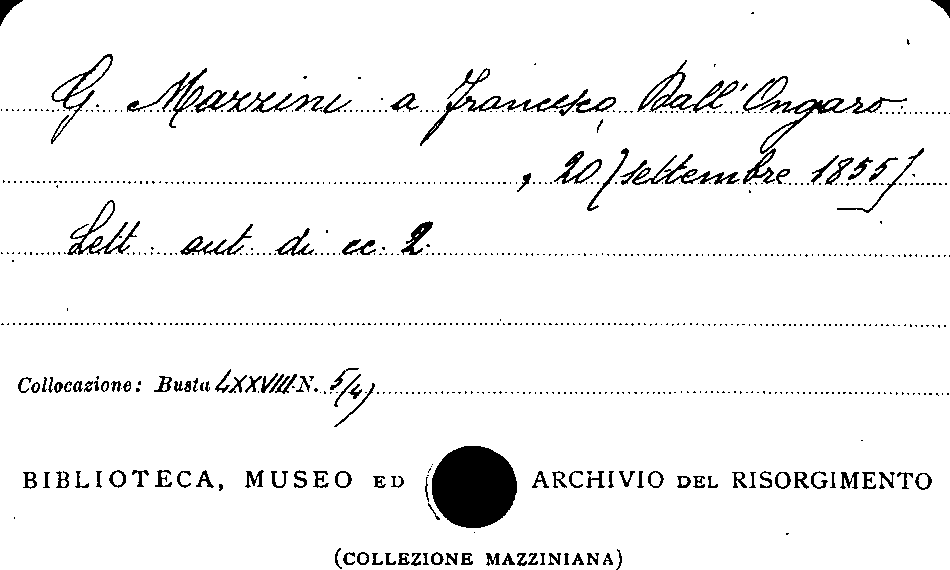 G. Mazzini a Francesco Dall'Ongaro
, 20 [settembre 1855].
Lett. aut. di cc. 2.
Collocazione: Busta LXXVIII N. 5/(4)
BIBLIOTECA, MUSEO ED ARCHIVIO DEL RISORGIMENTO
(COLLEZIONE MAZZINIANA)